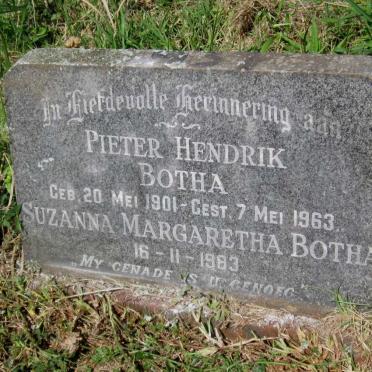 In Liefdevolle Herinnering aan
PIETER HENDRIK
BOTHA
GEB. 20 MEI 1901 - GEST. 7 MEI 1963
SUZANNA MARGARETHA BOTHA
16-11-1983
MY GENADE IS "U GENOEG"